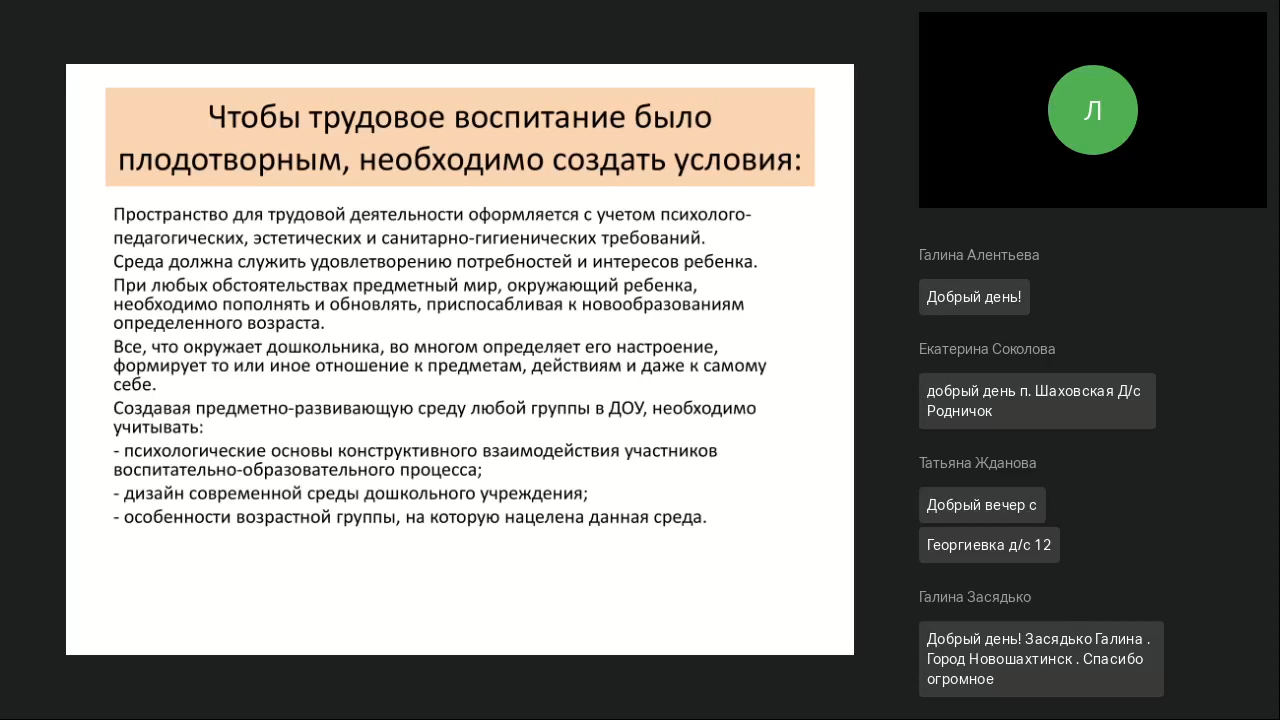 Чтобы трудовое воспитание было
плодотворным, необходимо создать условия:
Пространство для трудовой деятельности оформляется с учетом психолого-
педагогических, эстетических и санитарно-гигиенических требований.
Среда должна служить удовлетворению потребностей и интересов ребенка.
При любых обстоятельствах предметный мир, окружающий ребенка,
необходимо пополнять и обновлять, приспосабливая к новообразованиям
определенного возраста.
Все, что окружает дошкольника, во многом определяет его настроение,
формирует то или иное отношение к предметам, действиям и даже к самому
себе.
Создавая предметно-развивающую среду любой группы в ДОУ, необходимо
учитывать:
- психологические основы конструктивного взаимодействия участников
воспитательно-образовательного процесса;
- дизайн современной среды дошкольного учреждения;
- особенности возрастной группы, на которую нацелена данная среда.
Л
Галина Алентьева
Добрый день!
Екатерина Соколова
добрый день п. Шаховская Д/с
Родничок
Татьяна Жданова
Добрый вечер с
Георгиевка д/с 12
Галина Засядько
Добрый день! Засядько Галина .
Город Новошахтинск . Спасибо
огромное